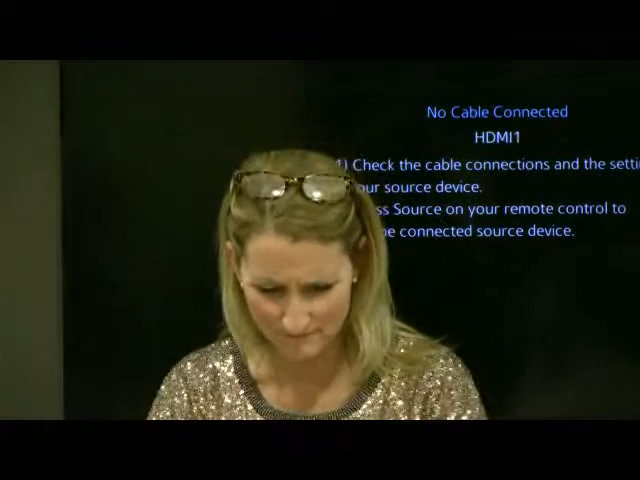 No Cable Connected
HDMI1
1) Check the cable connections and the
source device.
Source on your remote control to
connected source device.